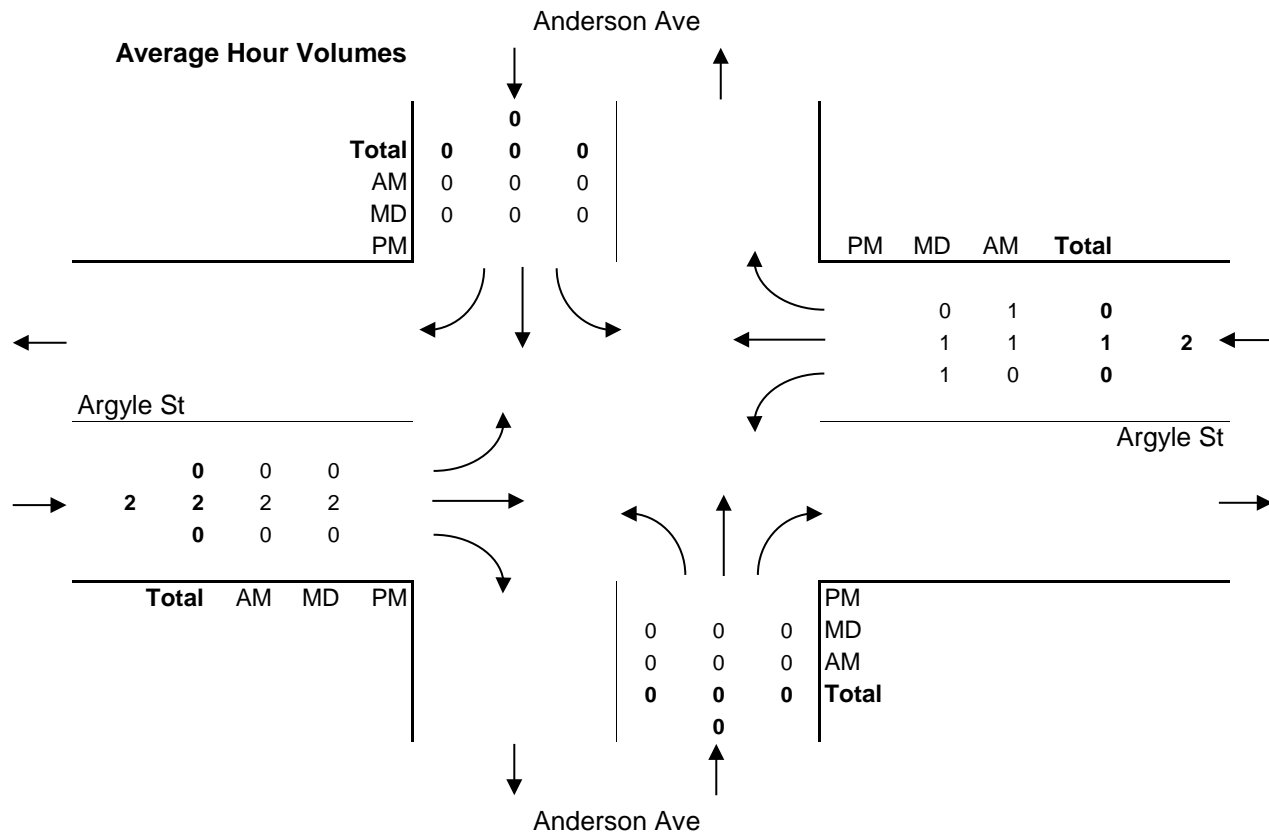 Anderson Ave
Average Hour Volumes
0
Total 0 0 0
AM 0 0 0
MD 0 0 0
PM
PM MD AM Total
0 1 0
1 1 1 2
1 0 0
Argyle St
Argyle St
0 0 0
2 2 2 2
0 0 0
Total AM MD PM
PM
0 0 0 MD
0 0 0 AM
0 0 0 Total
0
Anderson Ave